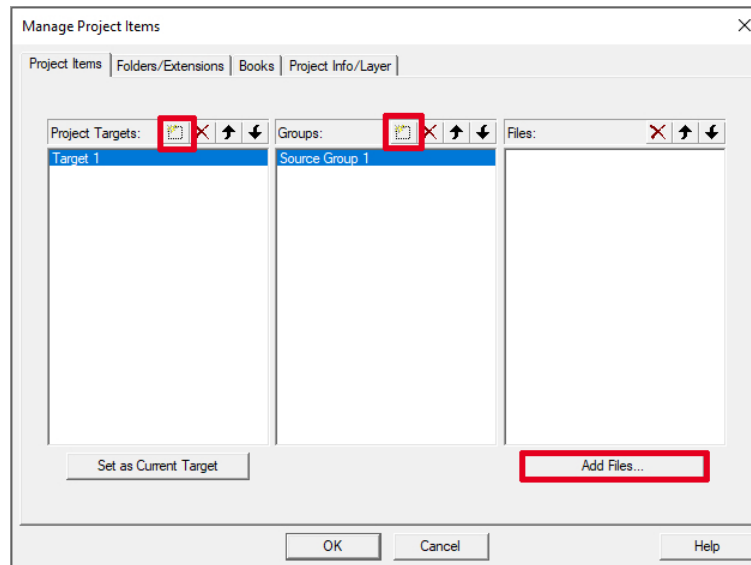 Manage Project Items
Project Items Folders/Extensions Books Project Info/Layer
Project Targets: Groups: Files:
Target 1 Source Group 1
Set as Current Target Add Files...
OK Cancel Help